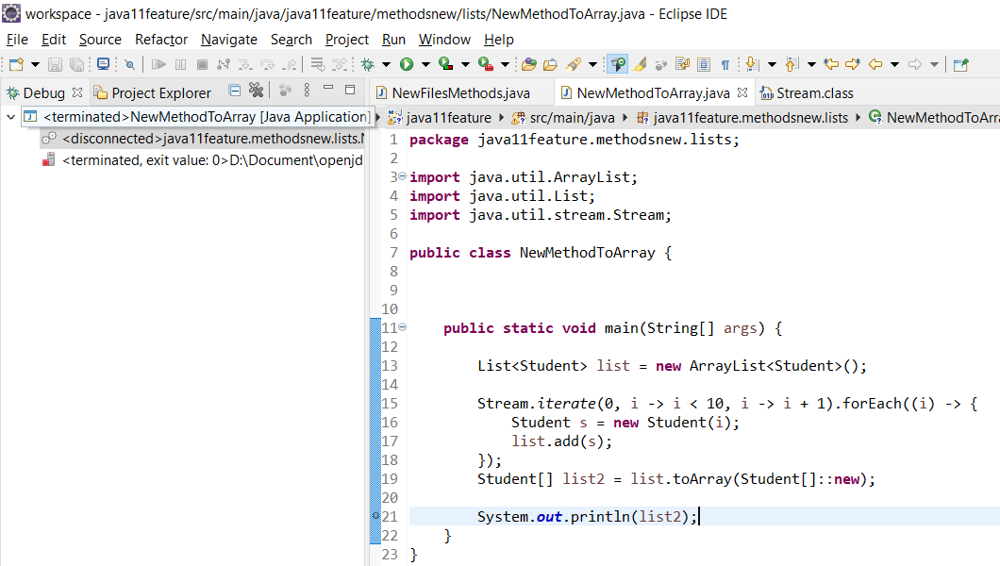 workspace - java11feature/src/main/java/java11feature/methodsnew/lists/NewMethodToArray.java - Eclipse IDE
File Edit Source Refactor Navigate Search Project Run Window Help
Debug Project Explorer NewFilesMethods.java NewMethodToArray.java Stream.class
<terminated>NewMethodToArray [Java Application] java11feature src/main/java java11feature.methodsnew.lists NewMethodToArra
<disconnected>java11feature.methodsnew.lists.N
<terminated, exit value: 0>D:\Document\openjd
1 package java11feature.methodsnew.lists;
2
3 import java.util.ArrayList;
4 import java.util.List;
5 import java.util.stream.Stream;
6
7 public class NewMethodToArray {
8
9
10
11 public static void main(String[] args) {
12
13 List<Student> list = new ArrayList<Student>();
14
15 Stream.iterate(0, i -> i < 10, i -> i + 1).forEach((i) -> {
16 Student s = new Student(i);
17 list.add(s);
18 });
19 Student[] list2 = list.toArray(Student[]::new);
20
21 System.out.println(list2);
22 }
23 }